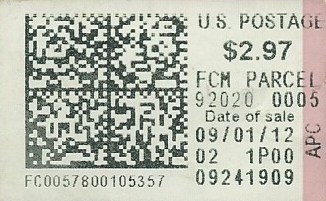 U.S. POSTAGE
$2.97
FCM PARCEL
92020 0005
Date of sale
09/01/12
02 1P00
09241909
APC
FC0057800105357